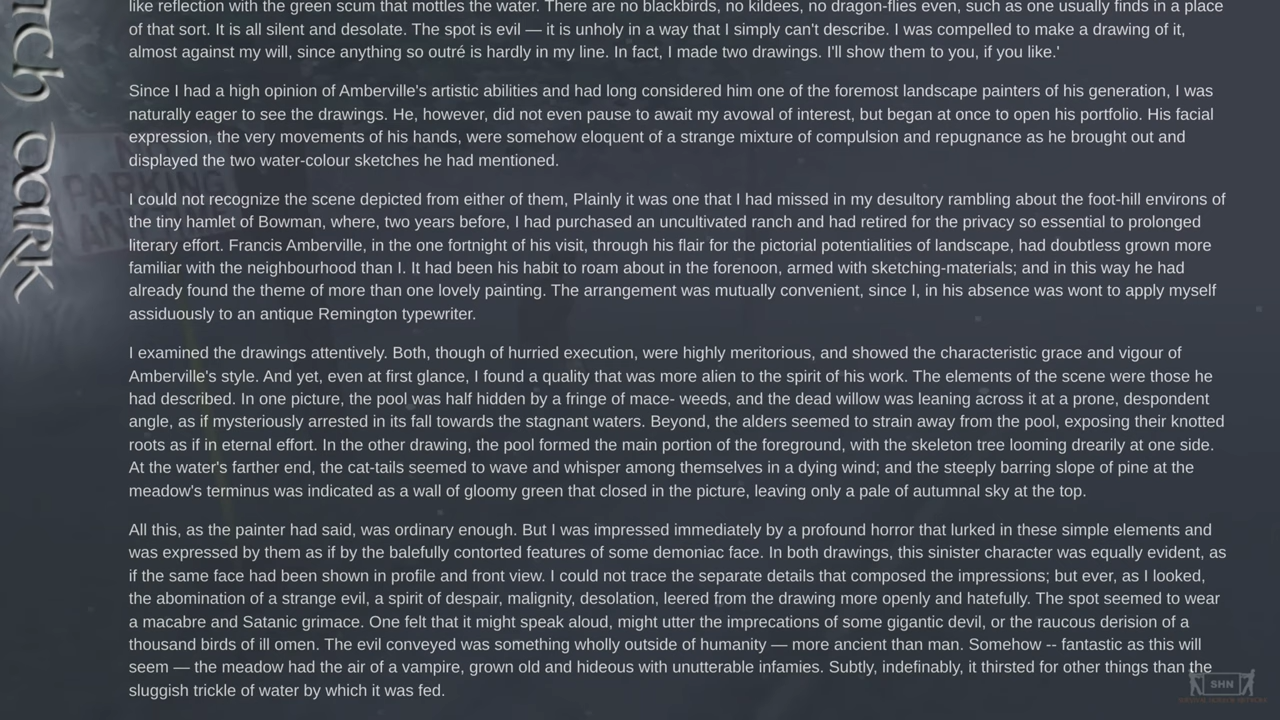 like reflection with the green scum that mottles the water. There are no blackbirds, no kildees, no dragon-flies even, such as one usually finds in a place
of that sort. It is all silent and desolate. The spot is evil — it is unholy in a way that I simply can't describe. I was compelled to make a drawing of it,
almost against my will, since anything so outré is hardly in my line. In fact, I made two drawings. I'll show them to you, if you like.'
Since I had a high opinion of Amberville's artistic abilities and had long considered him one of the foremost landscape painters of his generation, I was
naturally eager to see the drawings. He, however, did not even pause to await my avowal of interest, but began at once to open his portfolio. His facial
expression, the very movements of his hands, were somehow eloquent of a strange mixture of compulsion and repugnance as he brought out and
displayed the two water-colour sketches he had mentioned.
I could not recognize the scene depicted from either of them, Plainly it was one that I had missed in my desultory rambling about the foot-hill environs of
the tiny hamlet of Bowman, where, two years before, I had purchased an uncultivated ranch and had retired for the privacy so essential to prolonged
literary effort. Francis Amberville, in the one fortnight of his visit, through his flair for the pictorial potentialities of landscape, had doubtless grown more
familiar with the neighbourhood than I. It had been his habit to roam about in the forenoon, armed with sketching-materials; and in this way he had
already found the theme of more than one lovely painting. The arrangement was mutually convenient, since I, in his absence was wont to apply myself
assiduously to an antique Remington typewriter.
I examined the drawings attentively. Both, though of hurried execution, were highly meritorious, and showed the characteristic grace and vigour of
Amberville's style. And yet, even at first glance, I found a quality that was more alien to the spirit of his work. The elements of the scene were those he
had described. In one picture, the pool was half hidden by a fringe of mace- weeds, and the dead willow was leaning across it at a prone, despondent
angle, as if mysteriously arrested in its fall towards the stagnant waters. Beyond, the alders seemed to strain away from the pool, exposing their knotted
roots as if in eternal effort. In the other drawing, the pool formed the main portion of the foreground, with the skeleton tree looming drearily at one side.
At the water's farther end, the cat-tails seemed to wave and whisper among themselves in a dying wind; and the steeply barring slope of pine at the
meadow's terminus was indicated as a wall of gloomy green that closed in the picture, leaving only a pale of autumnal sky at the top.
All this, as the painter had said, was ordinary enough. But I was impressed immediately by a profound horror that lurked in these simple elements and
was expressed by them as if by the balefully contorted features of some demoniac face. In both drawings, this sinister character was equally evident, as
if the same face had been shown in profile and front view. I could not trace the separate details that composed the impressions; but ever, as I looked,
the abomination of a strange evil, a spirit of despair, malignity, desolation, leered from the drawing more openly and hatefully. The spot seemed to wear
a macabre and Satanic grimace. One felt that it might speak aloud, might utter the imprecations of some gigantic devil, or the raucous derision of a
thousand birds of ill omen. The evil conveyed was something wholly outside of humanity — more ancient than man. Somehow -- fantastic as this will
seem — the meadow had the air of a vampire, grown old and hideous with unutterable infamies. Subtly, indefinably, it thirsted for other things than the
sluggish trickle of water by which it was fed.
DARK
NO
PARKING
SHN